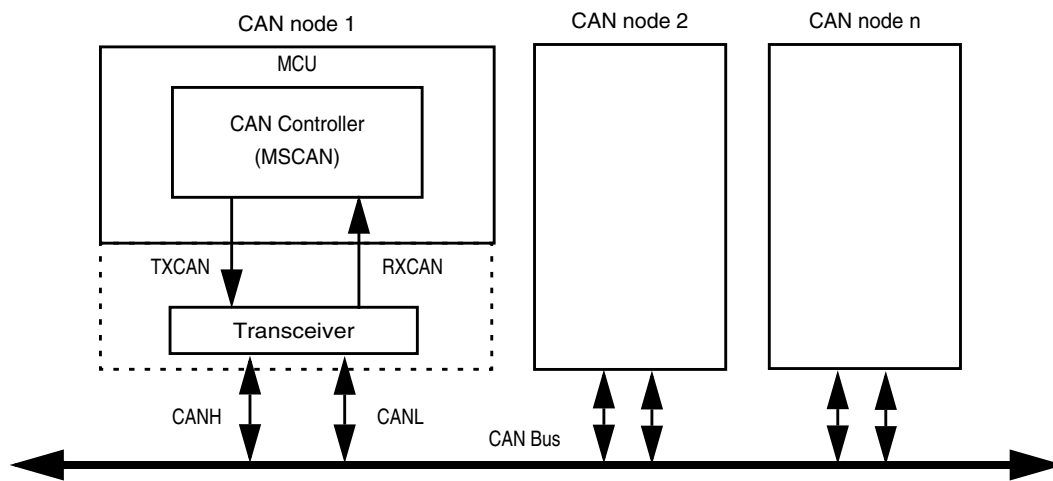 CAN node 1
CAN node 2
CAN node n
MCU
CAN Controller
(MSCAN)
TXCAN
RXCAN
Transceiver
CANH
CANL
CAN Bus